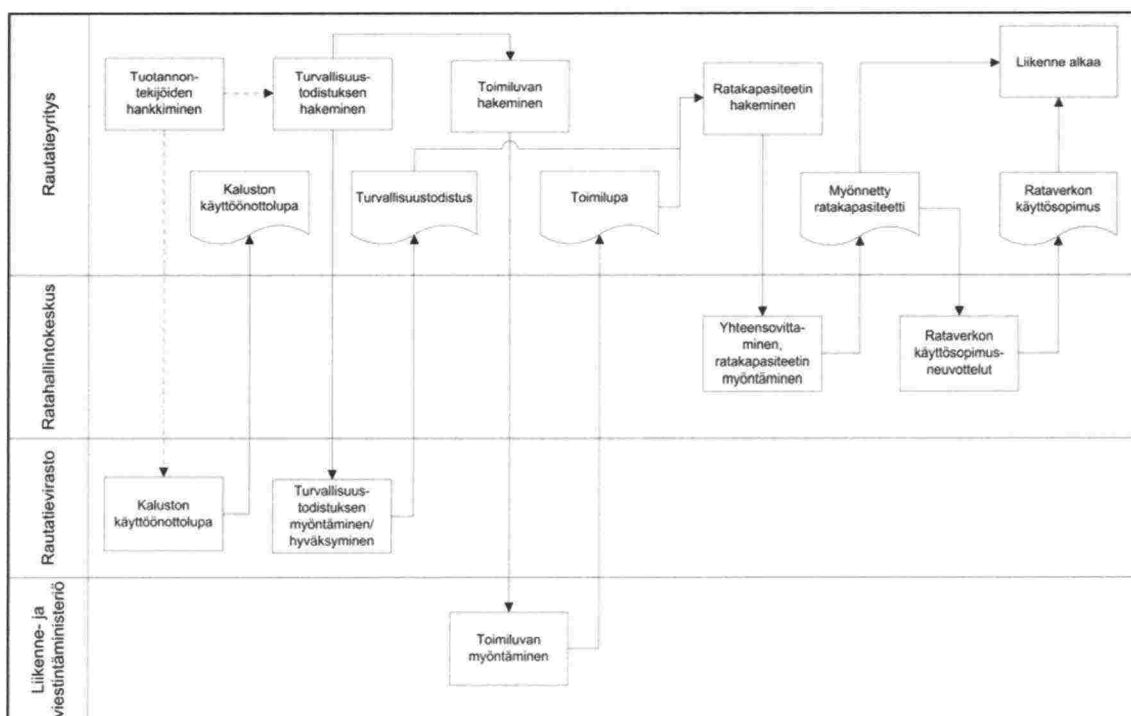 Rautatieyritys
Tuotannon-
tekijöiden
hankkiminen
Turvallisuus-
todistuksen
hakeminen
Toimiluvan
hakeminen
Ratakapasiteetin
hakeminen
Liikenne alkaa
Kaluston
käyttöönottolupa
Turvallisuustodistus
Toimilupa
Myönnetty
ratakapasiteetti
Rataverkon
käyttösopimus
Ratahallintokeskus
Yhteensovitta-
minen,
ratakapasiteetin
myöntäminen
Rataverkon
käyttösopimus-
neuvottelut
Rautatievirasto
Kaluston
käyttöönottolupa
Turvallisuus-
todistuksen
myöntäminen/
hyväksyminen
Liikenne- ja
viestintäministeriö
Toimiluvan
myöntäminen